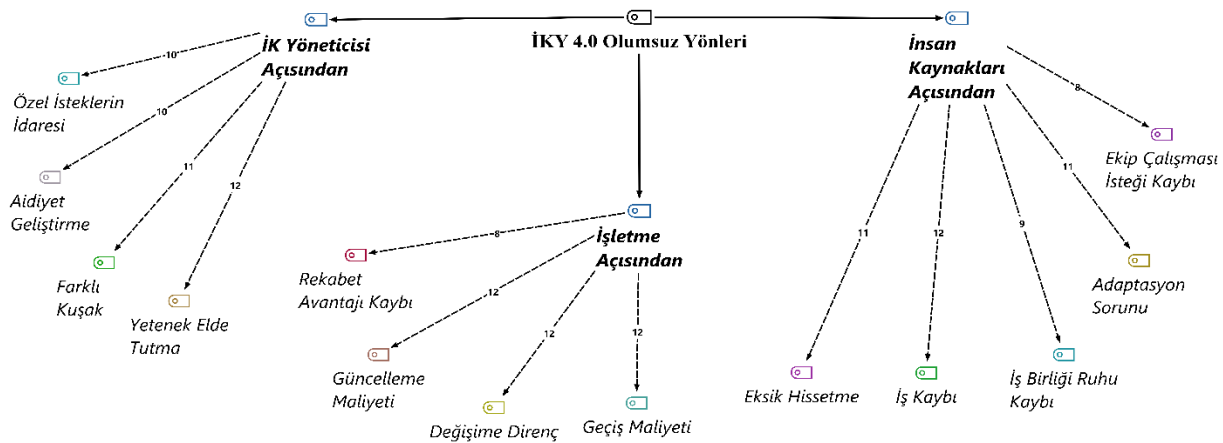 İKY 4.0 Olumsuz Yönleri
İK Yöneticisi
Açısından
10
Özel İsteklerin
İdaresi
10
Aidiyet
Geliştirme
11
Farklı
Kuşak
12
Yetenek Elde
Tutma
İşletme
Açısından
8
Rekabet
Avantajı Kaybı
12
Güncelleme
Maliyeti
12
Değişime Direnç
12
Geçiş Maliyeti
İnsan
Kaynakları
Açısından
11
Eksik Hissetme
12
İş Kaybı
9
İş Birliği Ruhu
Kaybı
11
Adaptasyon
Sorunu
8
Ekip Çalışması
İsteği Kaybı